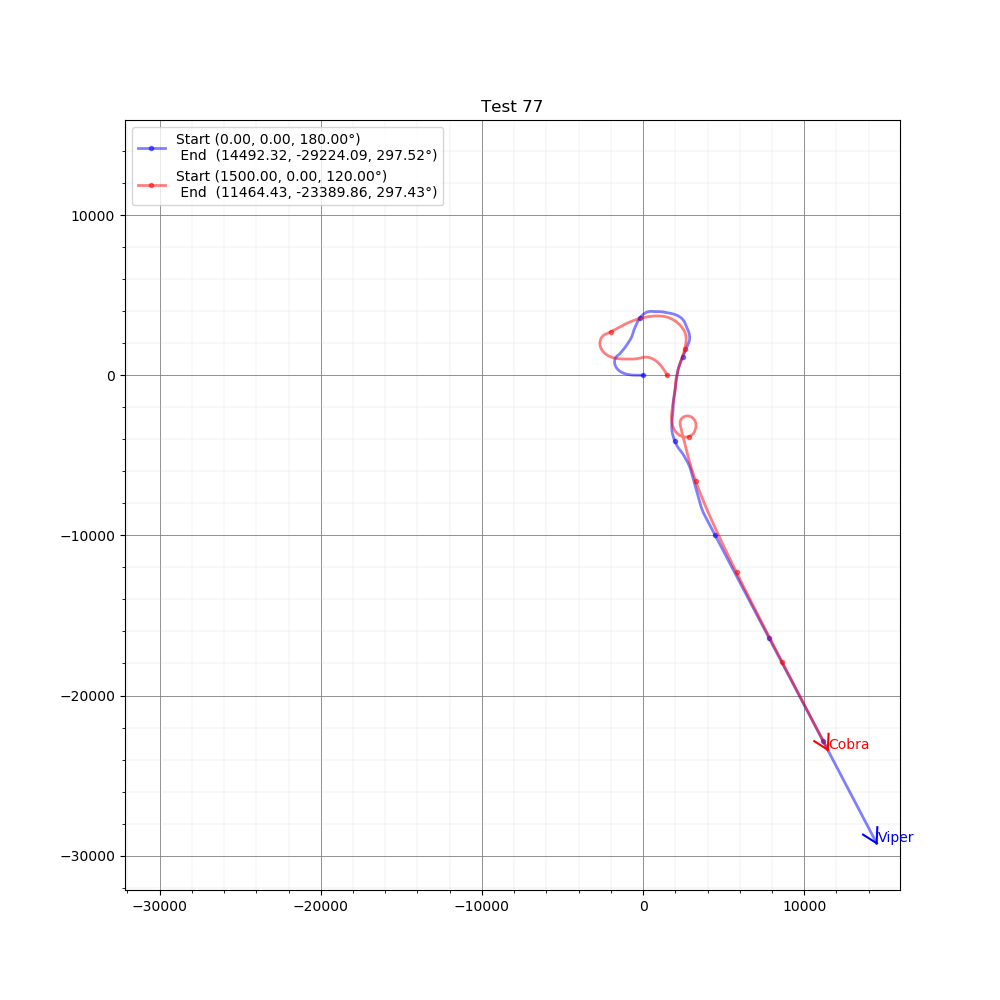 Test 77
Start (0.00, 0.00, 180.00°)
End (14492.32, -29224.09, 297.52°)
Start (1500.00, 0.00, 120.00°)
End (11464.43, -23389.86, 297.43°)
10000
0
−10000
−20000
−30000
Cobra
Viper
−30000
−20000
−10000
0
10000